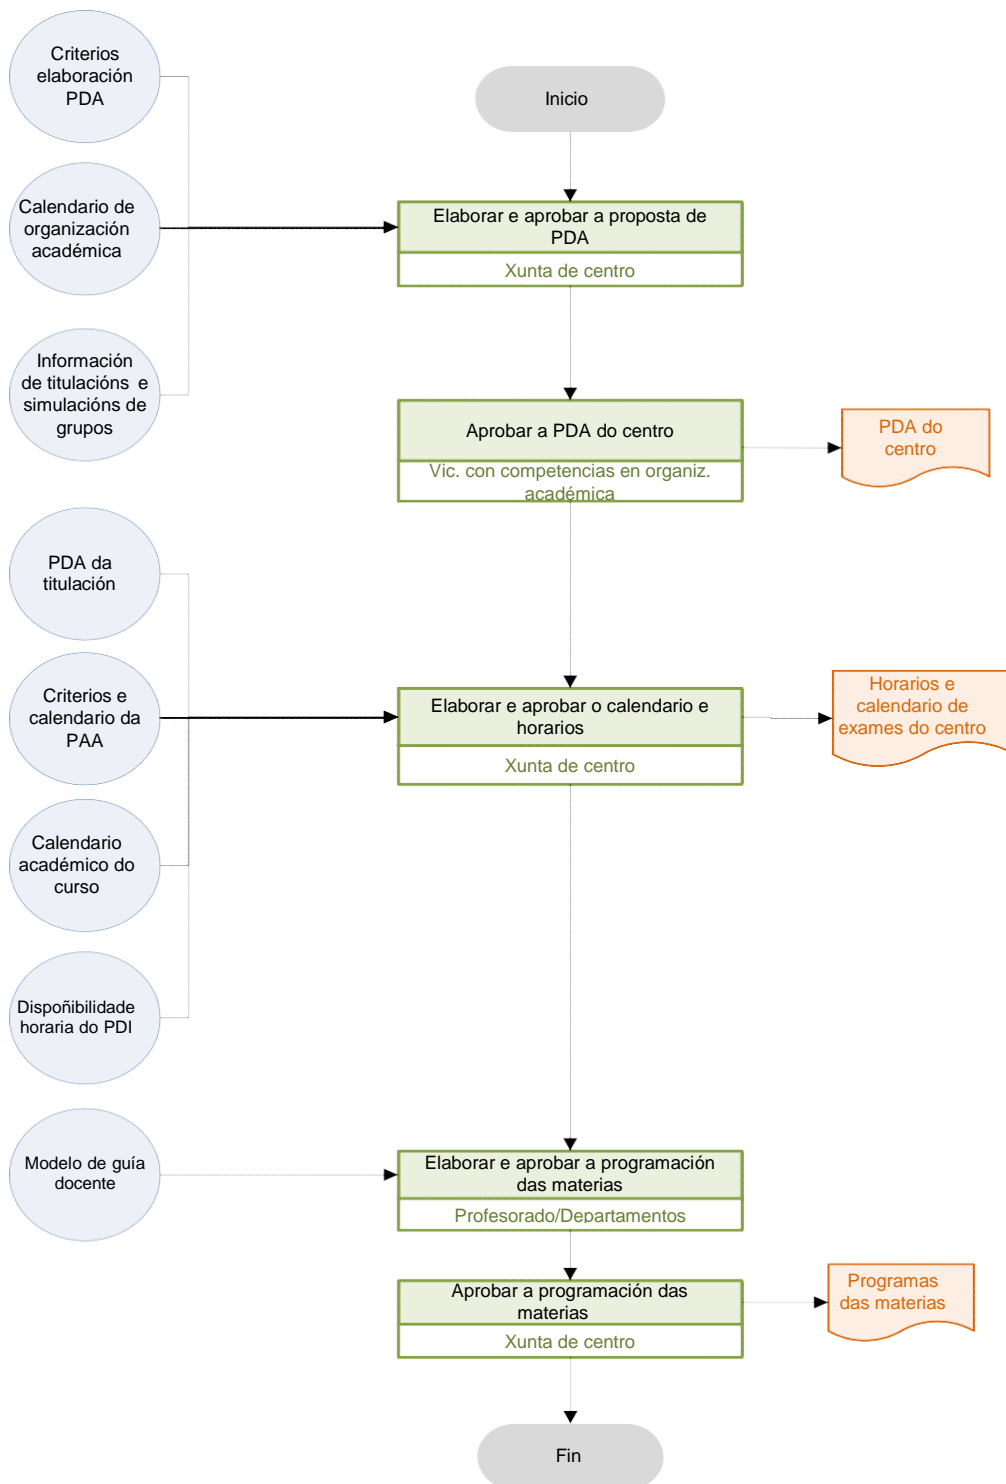 Criterios
elaboración
PDA
Inicio
Calendario de
organización
académica
Elaborar e aprobar a proposta de
PDA
Xunta de centro
Información
de titulacións e
simulacións de
grupos
Aprobar a PDA do centro
Vic. con competencias en organiz.
académica
PDA do
centro
PDA da
titulación
Criterios e
calendario da
PAA
Elaborar e aprobar o calendario e
horarios
Xunta de centro
Horarios e
calendario de
exames do centro
Calendario
académico do
curso
Dispoñibilidade
horaria do PDI
Modelo de guía
docente
Elaborar e aprobar a programación
das materias
Profesorado/Departamentos
Aprobar a programación das
materias
Xunta de centro
Programas
das materias
Fin